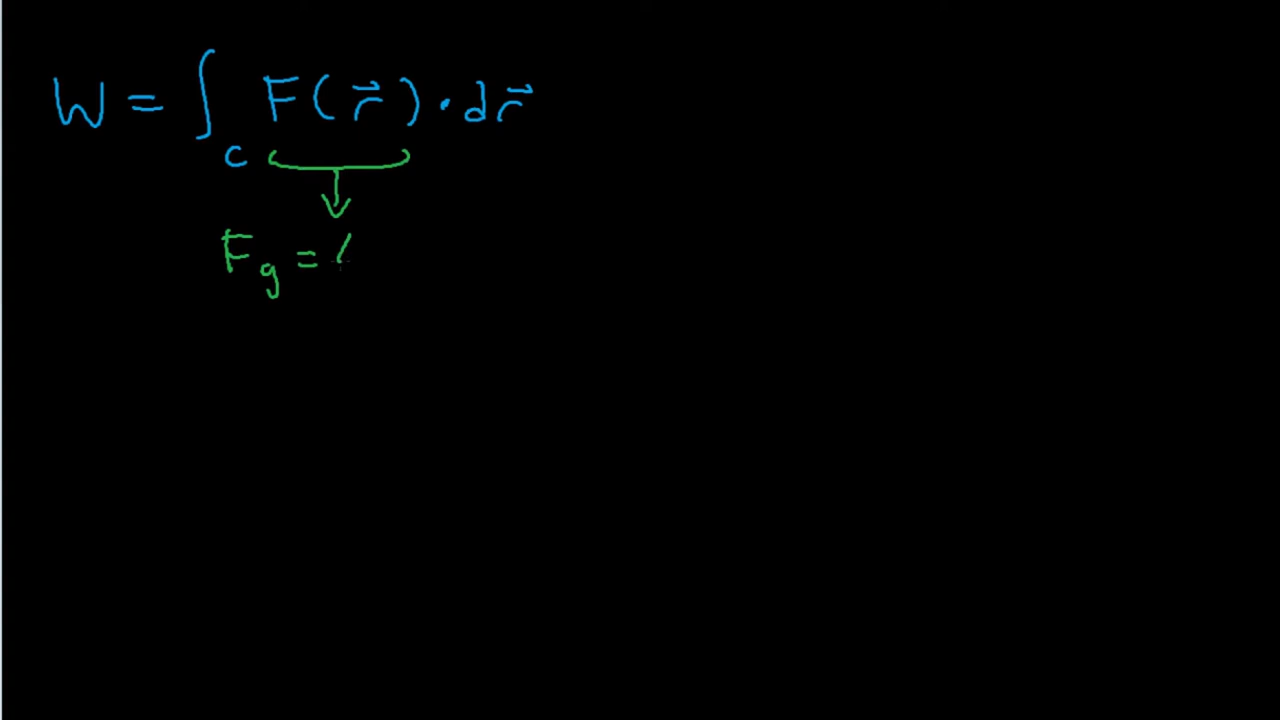 W = ∫_C F(r⃗) · dr⃗
F_g =